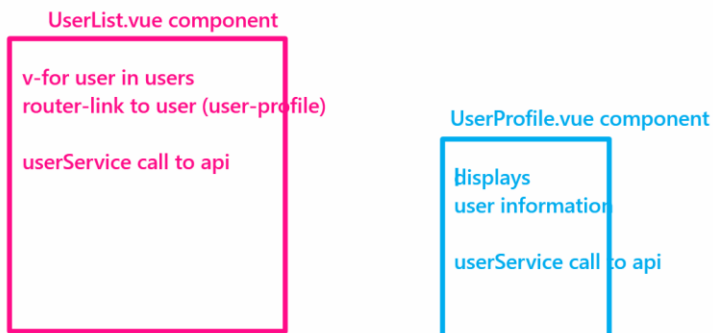 UserList.vue component
v-for user in users
router-link to user (user-profile)
userService call to api
UserProfile.vue component
displays
user information
userService call to api